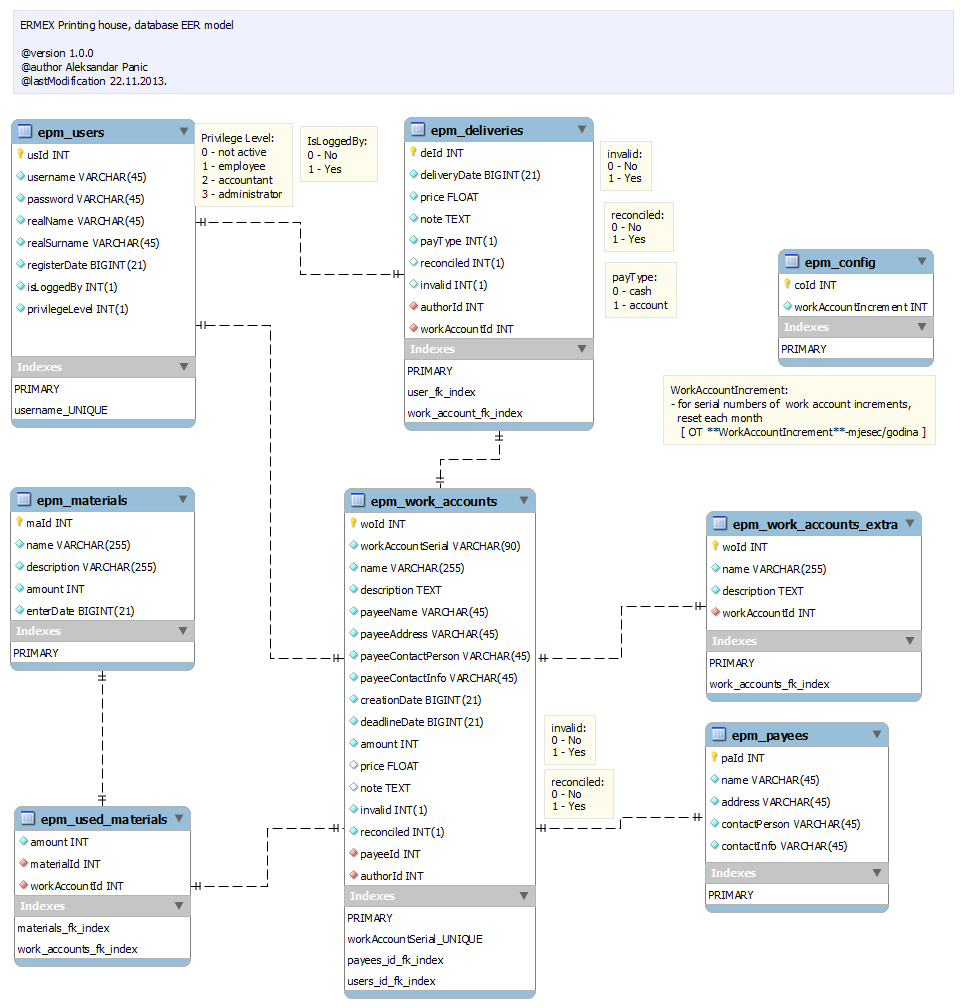 ERMEX Printing house, database EER model
@version 1.0.0
@author Aleksandar Panic
@lastModification 22.11.2013.
epm_users
usId INT
username VARCHAR(45)
password VARCHAR(45)
realName VARCHAR(45)
realSurname VARCHAR(45)
registerDate BIGINT(21)
isLoggedBy INT(1)
privilegeLevel INT(1)
Indexes
PRIMARY
username_UNIQUE
Privilege Level:
0 - not active
1 - employee
2 - accountant
3 - administrator
IsLoggedBy:
0 - No
1 - Yes
epm_deliveries
deId INT
deliveryDate BIGINT(21)
price FLOAT
note TEXT
payType INT(1)
reconciled INT(1)
invalid INT(1)
authorId INT
workAccountId INT
Indexes
PRIMARY
user_fk_index
work_account_fk_index
invalid:
0 - No
1 - Yes
reconciled:
0 - No
1 - Yes
payType:
0 - cash
1 - account
epm_config
coId INT
workAccountIncrement INT
Indexes
PRIMARY
WorkAccountIncrement:
- for serial numbers of work account increments,
reset each month
[ OT **WorkAccountIncrement**-mjesec/godina ]
epm_materials
maId INT
name VARCHAR(255)
description VARCHAR(255)
amount INT
enterDate BIGINT(21)
Indexes
PRIMARY
epm_work_accounts
woId INT
workAccountSerial VARCHAR(90)
name VARCHAR(255)
description TEXT
payeeName VARCHAR(45)
payeeAddress VARCHAR(45)
payeeContactPerson VARCHAR(45)
payeeContactInfo VARCHAR(45)
creationDate BIGINT(21)
deadlineDate BIGINT(21)
amount INT
price FLOAT
note TEXT
invalid INT(1)
reconciled INT(1)
payeeId INT
authorId INT
Indexes
PRIMARY
workAccountSerial_UNIQUE
payees_id_fk_index
users_id_fk_index
epm_work_accounts_extra
woId INT
name VARCHAR(255)
description TEXT
workAccountId INT
Indexes
PRIMARY
work_accounts_fk_index
invalid:
0 - No
1 - Yes
reconciled:
0 - No
1 - Yes
epm_payees
paId INT
name VARCHAR(45)
address VARCHAR(45)
contactPerson VARCHAR(45)
contactInfo VARCHAR(45)
Indexes
PRIMARY
epm_used_materials
amount INT
materialId INT
workAccountId INT
Indexes
materials_fk_index
work_accounts_fk_index